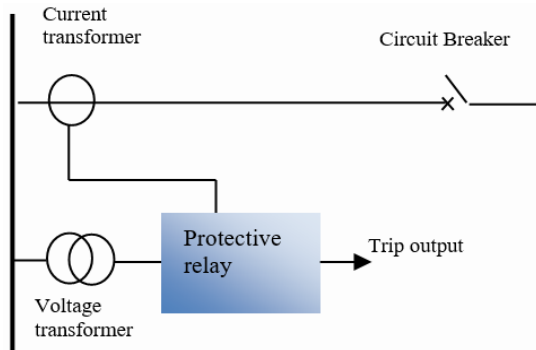 Current
transformer
Circuit Breaker
Protective
relay
Trip output
Voltage
transformer